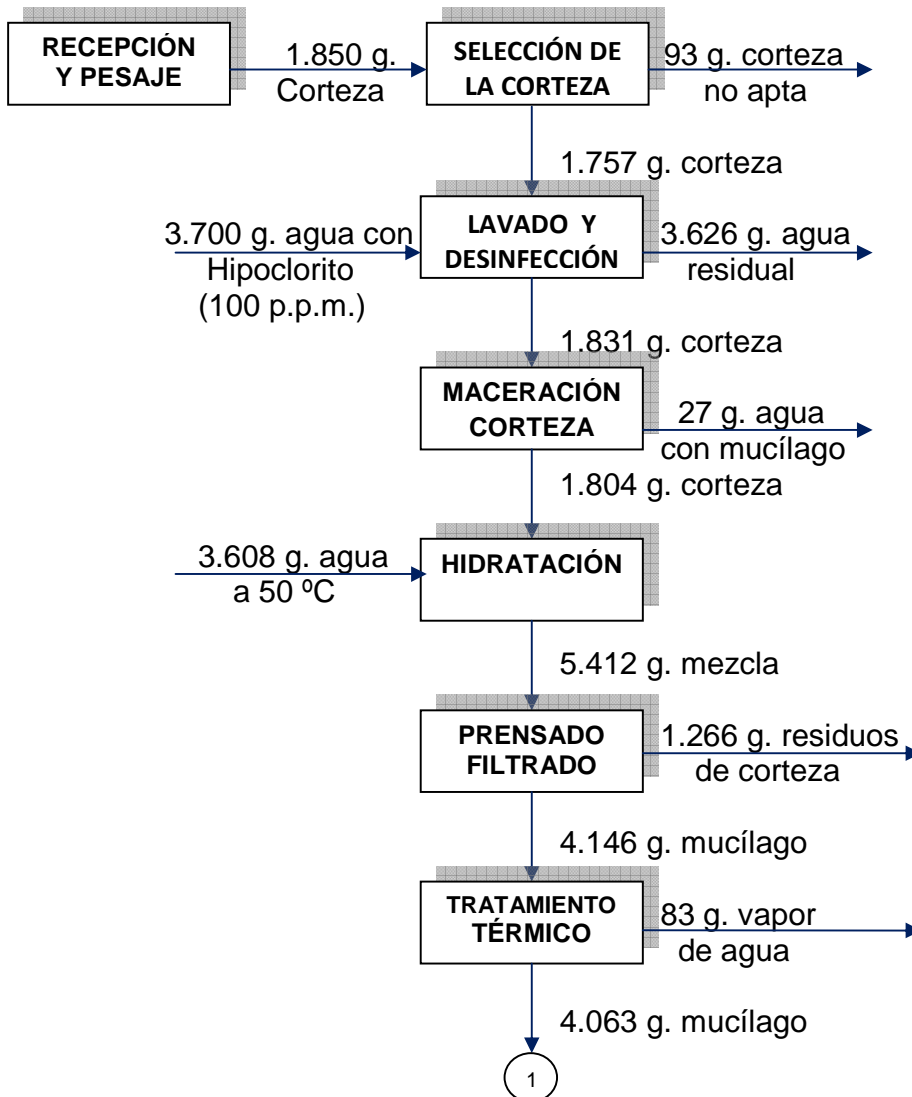 RECEPCIÓN
Y PESAJE
1.850 g.
Corteza
SELECCIÓN DE
LA CORTEZA
93 g. corteza
no apta
1.757 g. corteza
3.700 g. agua con
Hipoclorito
(100 p.p.m.)
LAVADO Y
DESINFECCIÓN
3.626 g. agua
residual
1.831 g. corteza
MACERACIÓN
CORTEZA
27 g. agua
con mucílago
1.804 g. corteza
3.608 g. agua
a 50 ºC
HIDRATACIÓN
5.412 g. mezcla
PRENSADO
FILTRADO
1.266 g. residuos
de corteza
4.146 g. mucílago
TRATAMIENTO
TÉRMICO
83 g. vapor
de agua
4.063 g. mucílago
1